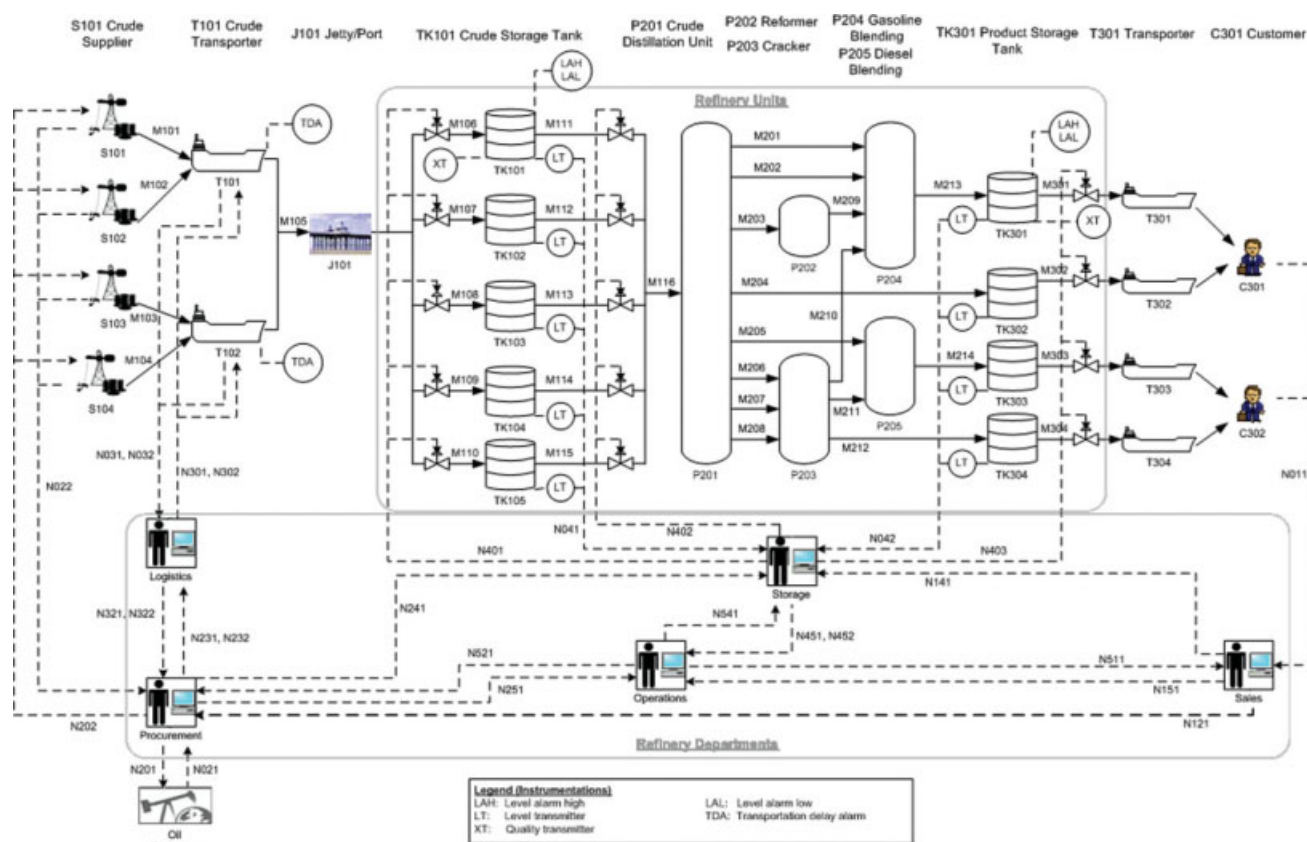 S101 Crude
Supplier
T101 Crude
Transporter
J101 Jetty/Port
TK101 Crude Storage Tank
P201 Crude
Distillation Unit
P202 Reformer
P203 Cracker
P204 Gasoline
Blending
P205 Diesel
Blending
TK301 Product Storage
Tank
T301 Transporter
C301 Customer
Refinery Units
LAH
LAL
TDA
M101
S101
M102
T101
S102
M105
J101
S103
M103
T102
M104
TDA
S104
M106
XT
TK101
LT
M111
M107
TK102
LT
M112
M108
TK103
LT
M113
M109
TK104
LT
M114
M110
TK105
LT
M115
M116
P201
M201
M202
M203
M204
M205
M206
M207
M208
P202
M209
M210
P203
M211
M212
P204
P205
M213
M214
LAH
LAL
LT
TK301
M301
XT
LT
TK302
M302
LT
TK303
M303
LT
TK304
M304
T301
T302
T303
T304
C301
C302
N011
N022
N031, N032
N301, N302
N041
N402
N401
N042
N403
N141
Logistics
Storage
N321, N322
N231, N232
N241
N541
N451, N452
N521
N251
N511
N151
Operations
Sales
N202
Procurement
N121
Refinery Departments
N201
N021
Oil
Legend (Instrumentations)
LAH: Level alarm high
LAL: Level alarm low
LT: Level transmitter
TDA: Transportation delay alarm
XT: Quality transmitter